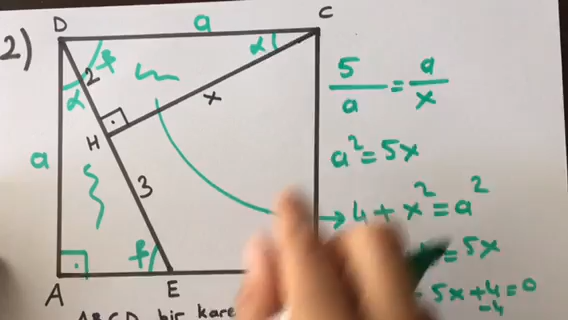 2)
D
a
C
2
f
α
α
x
H
a
3
f
A
E
ABCD bir kare
5/a = a/x
a² = 5x
→ 4 + x² = a²
= 5x
5x + 4 = 0
-4